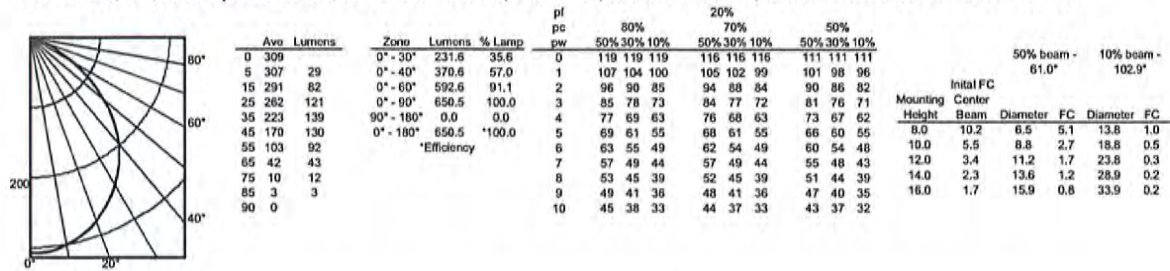 80°
60°
200
40°
0° 20°
Ave Lumens
0 309
5 307 29
15 291 82
25 262 121
35 223 139
45 170 130
55 103 92
65 42 43
75 10 12
85 3 3
90 0
Zone Lumens % Lamp
0° - 30° 231.6 35.6
0° - 40° 370.6 57.0
0° - 60° 592.6 91.1
0° - 90° 650.5 100.0
90° - 180° 0.0 0.0
0° - 180° 650.5 *100.0
*Efficiency
pf 20%
pc 80% 70% 50%
pw 50% 30% 10% 50% 30% 10% 50% 30% 10%
0 119 119 119 116 116 116 111 111 111
1 107 104 100 105 102 99 101 98 96
2 96 90 85 94 88 84 90 86 82
3 85 78 73 84 77 72 81 76 71
4 77 69 63 76 68 63 73 67 62
5 69 61 55 68 61 55 66 60 55
6 63 55 49 62 54 49 60 54 48
7 57 49 44 57 49 44 55 48 43
8 53 45 39 52 45 39 51 44 39
9 49 41 36 48 41 36 47 40 35
10 45 38 33 44 37 33 43 37 32
50% beam - 10% beam -
61.0° 102.9°
Inital FC
Mounting Center
Height Beam Diameter FC Diameter FC
8.0 10.2 6.5 5.1 13.8 1.0
10.0 5.5 8.8 2.7 18.8 0.5
12.0 3.4 11.2 1.7 23.8 0.3
14.0 2.3 13.6 1.2 28.9 0.2
16.0 1.7 15.9 0.8 33.9 0.2